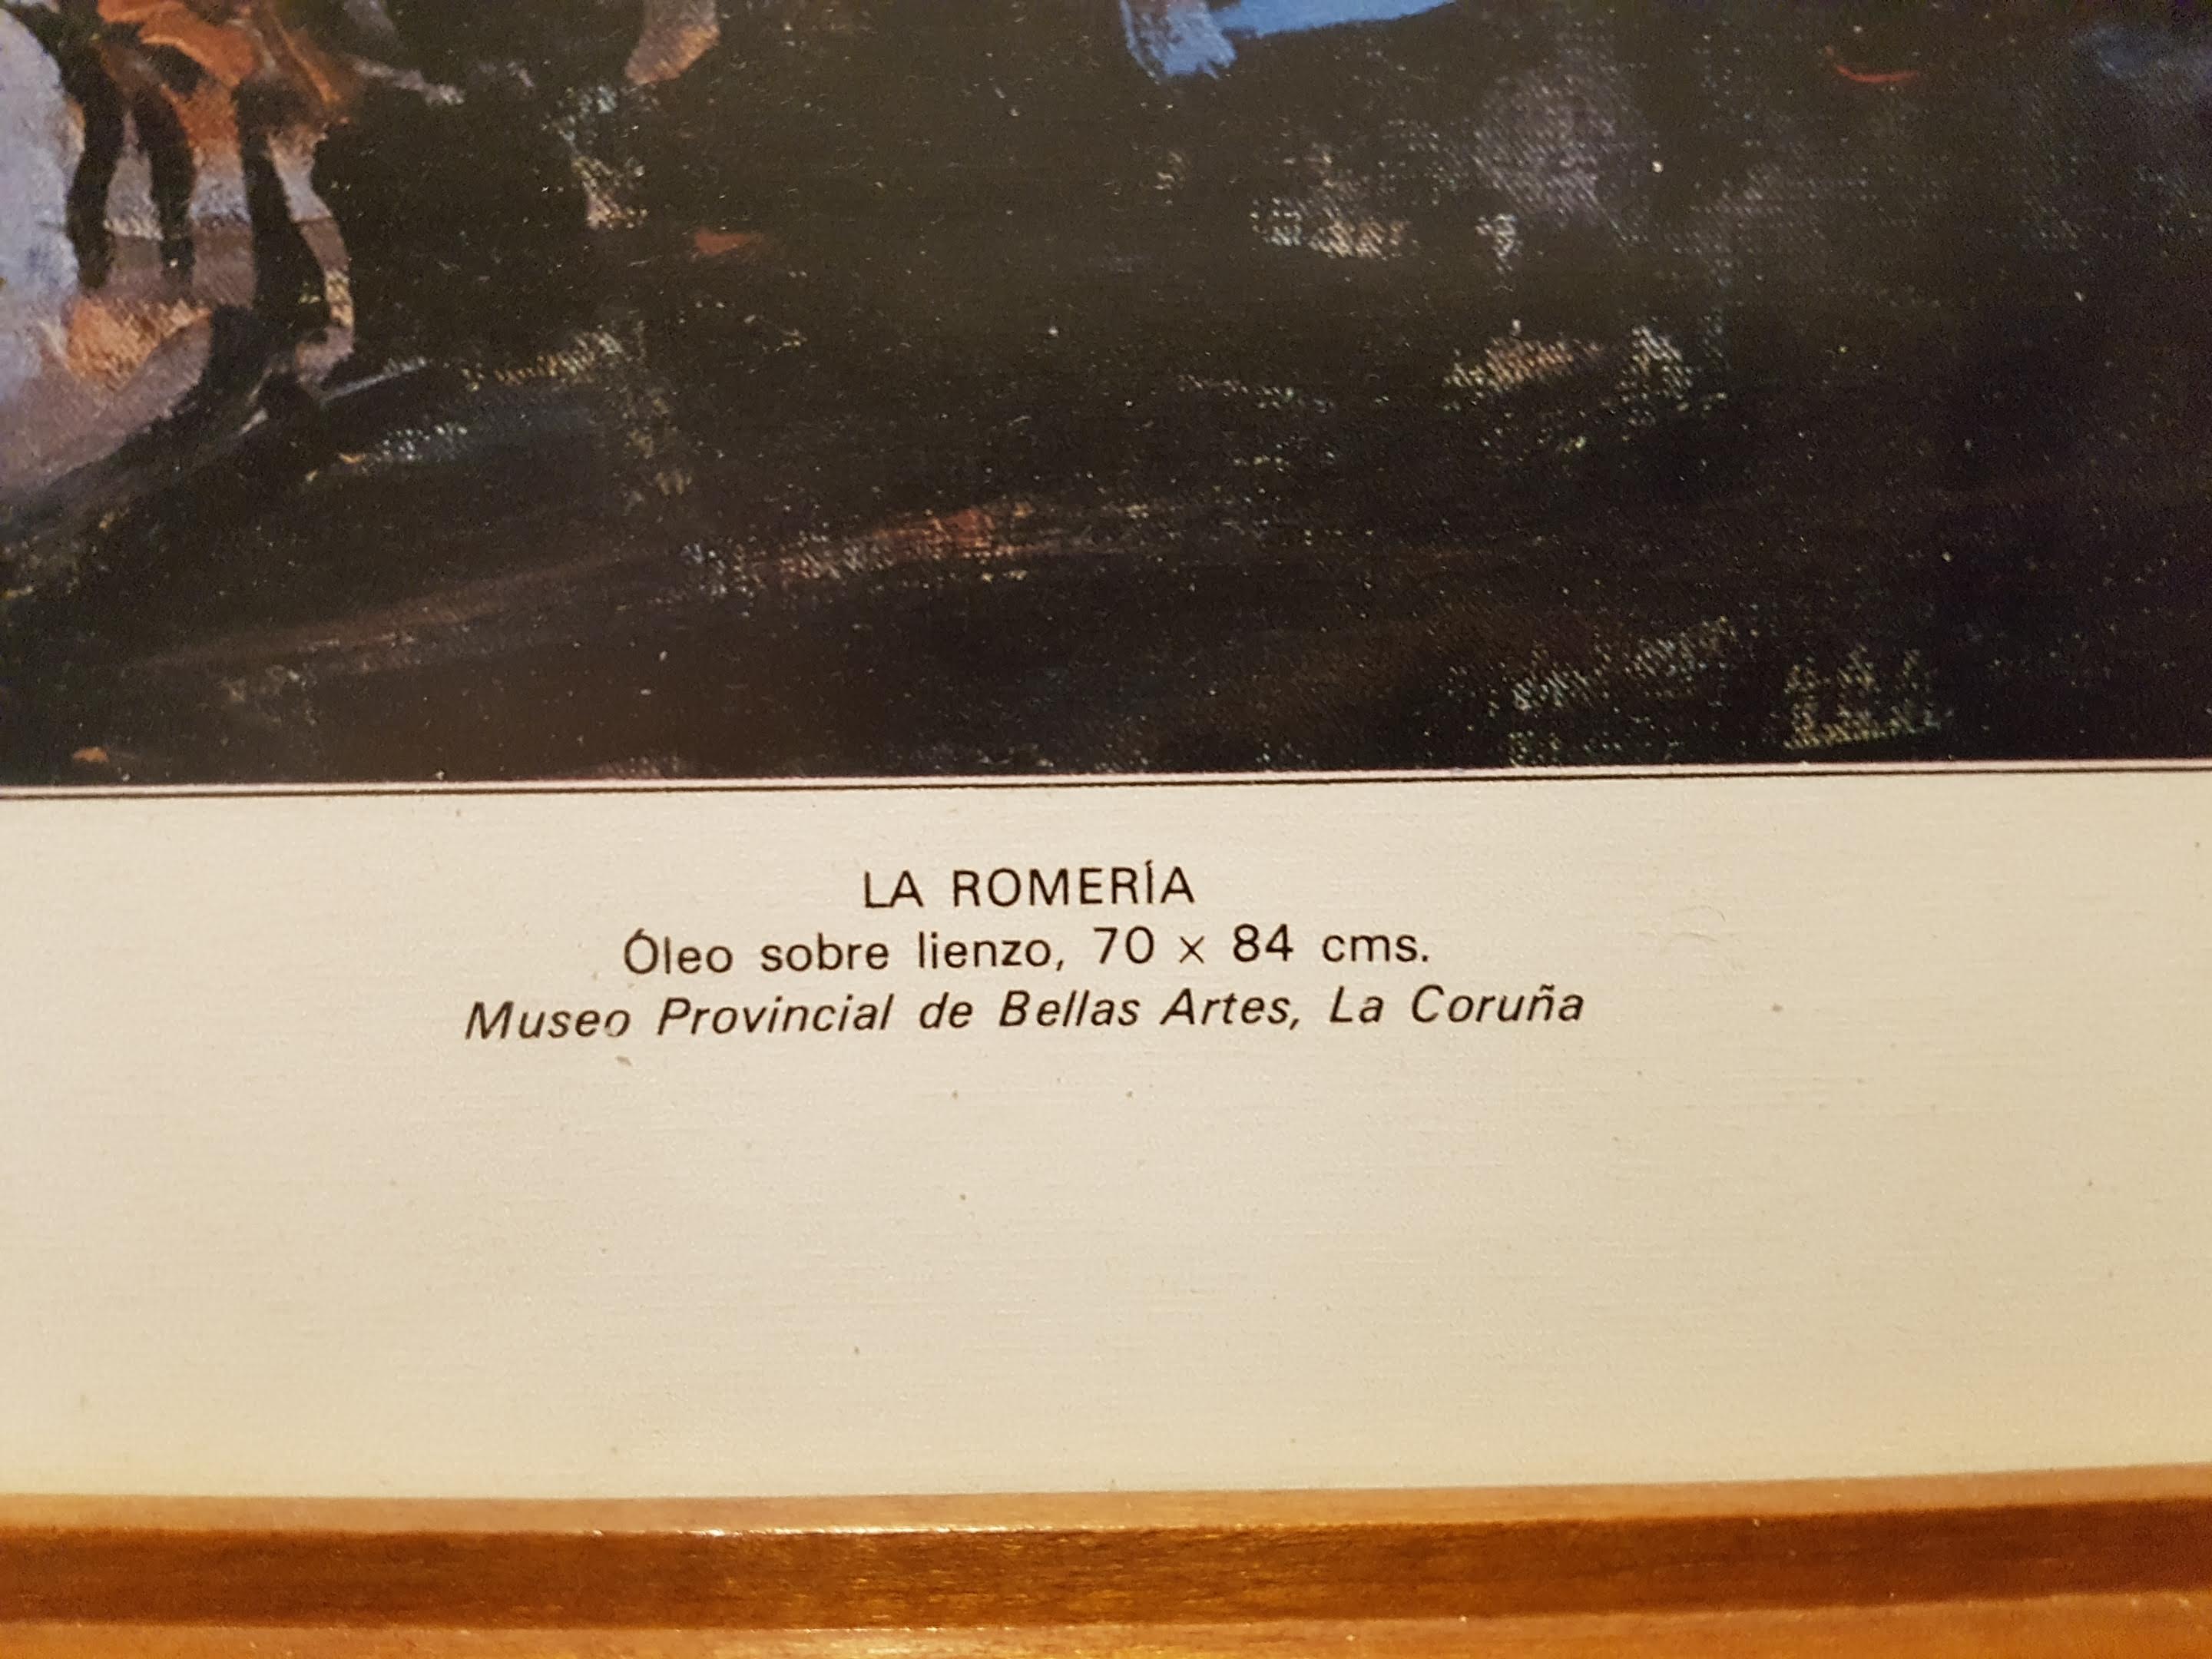 LA ROMERÍA
Óleo sobre lienzo, 70 × 84 cms.
Museo Provincial de Bellas Artes, La Coruña